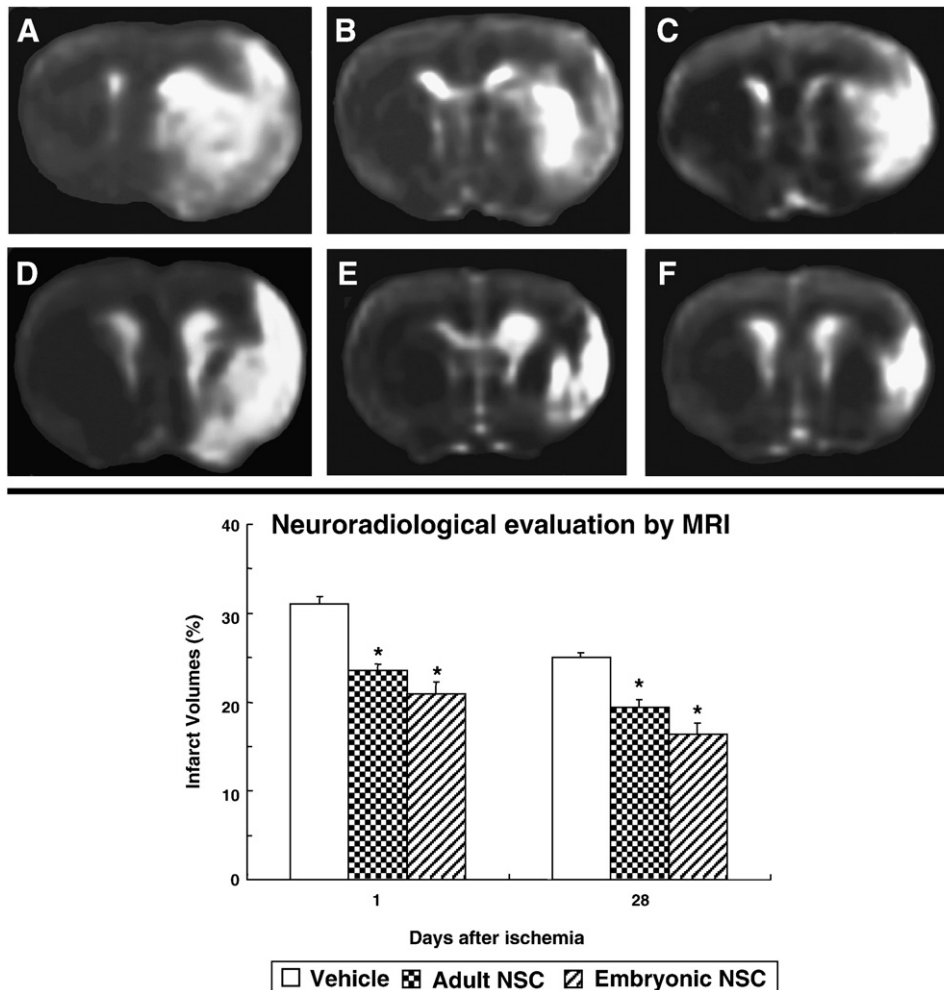 A B C
D E F
Neuroradiological evaluation by MRI
40
30
20
10
0
Infarct Volumes (%)
* * * *
1 28
Days after ischemia
Vehicle Adult NSC Embryonic NSC